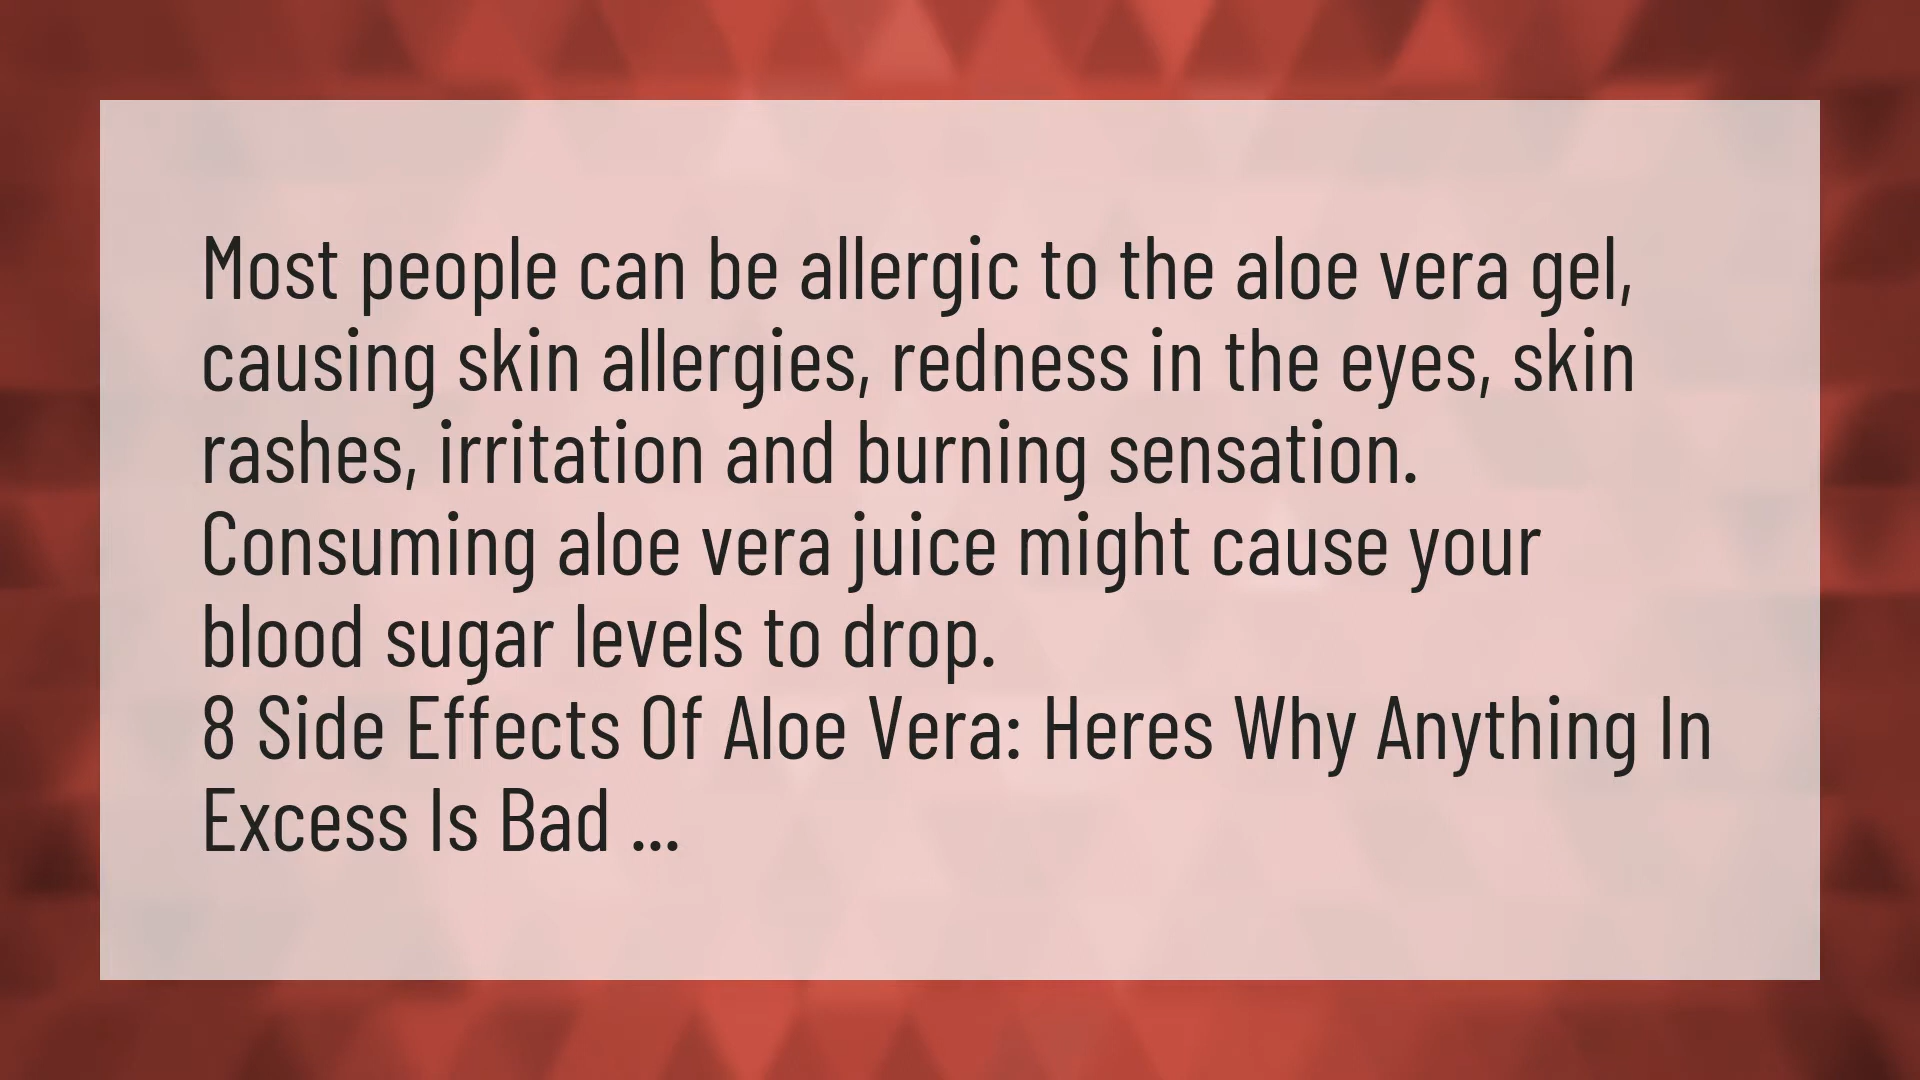 Most people can be allergic to the aloe vera gel,
causing skin allergies, redness in the eyes, skin
rashes, irritation and burning sensation.
Consuming aloe vera juice might cause your
blood sugar levels to drop.
8 Side Effects Of Aloe Vera: Heres Why Anything In
Excess Is Bad ...